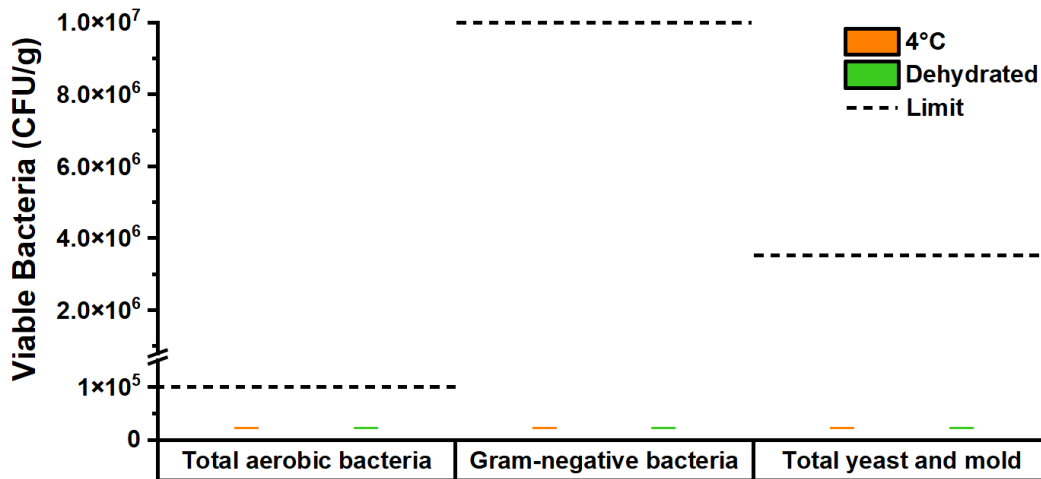 Viable Bacteria (CFU/g)
1.0×10⁷
8.0×10⁶
6.0×10⁶
4.0×10⁶
2.0×10⁶
1×10⁵
0
4°C
Dehydrated
Limit
Total aerobic bacteria
Gram-negative bacteria
Total yeast and mold